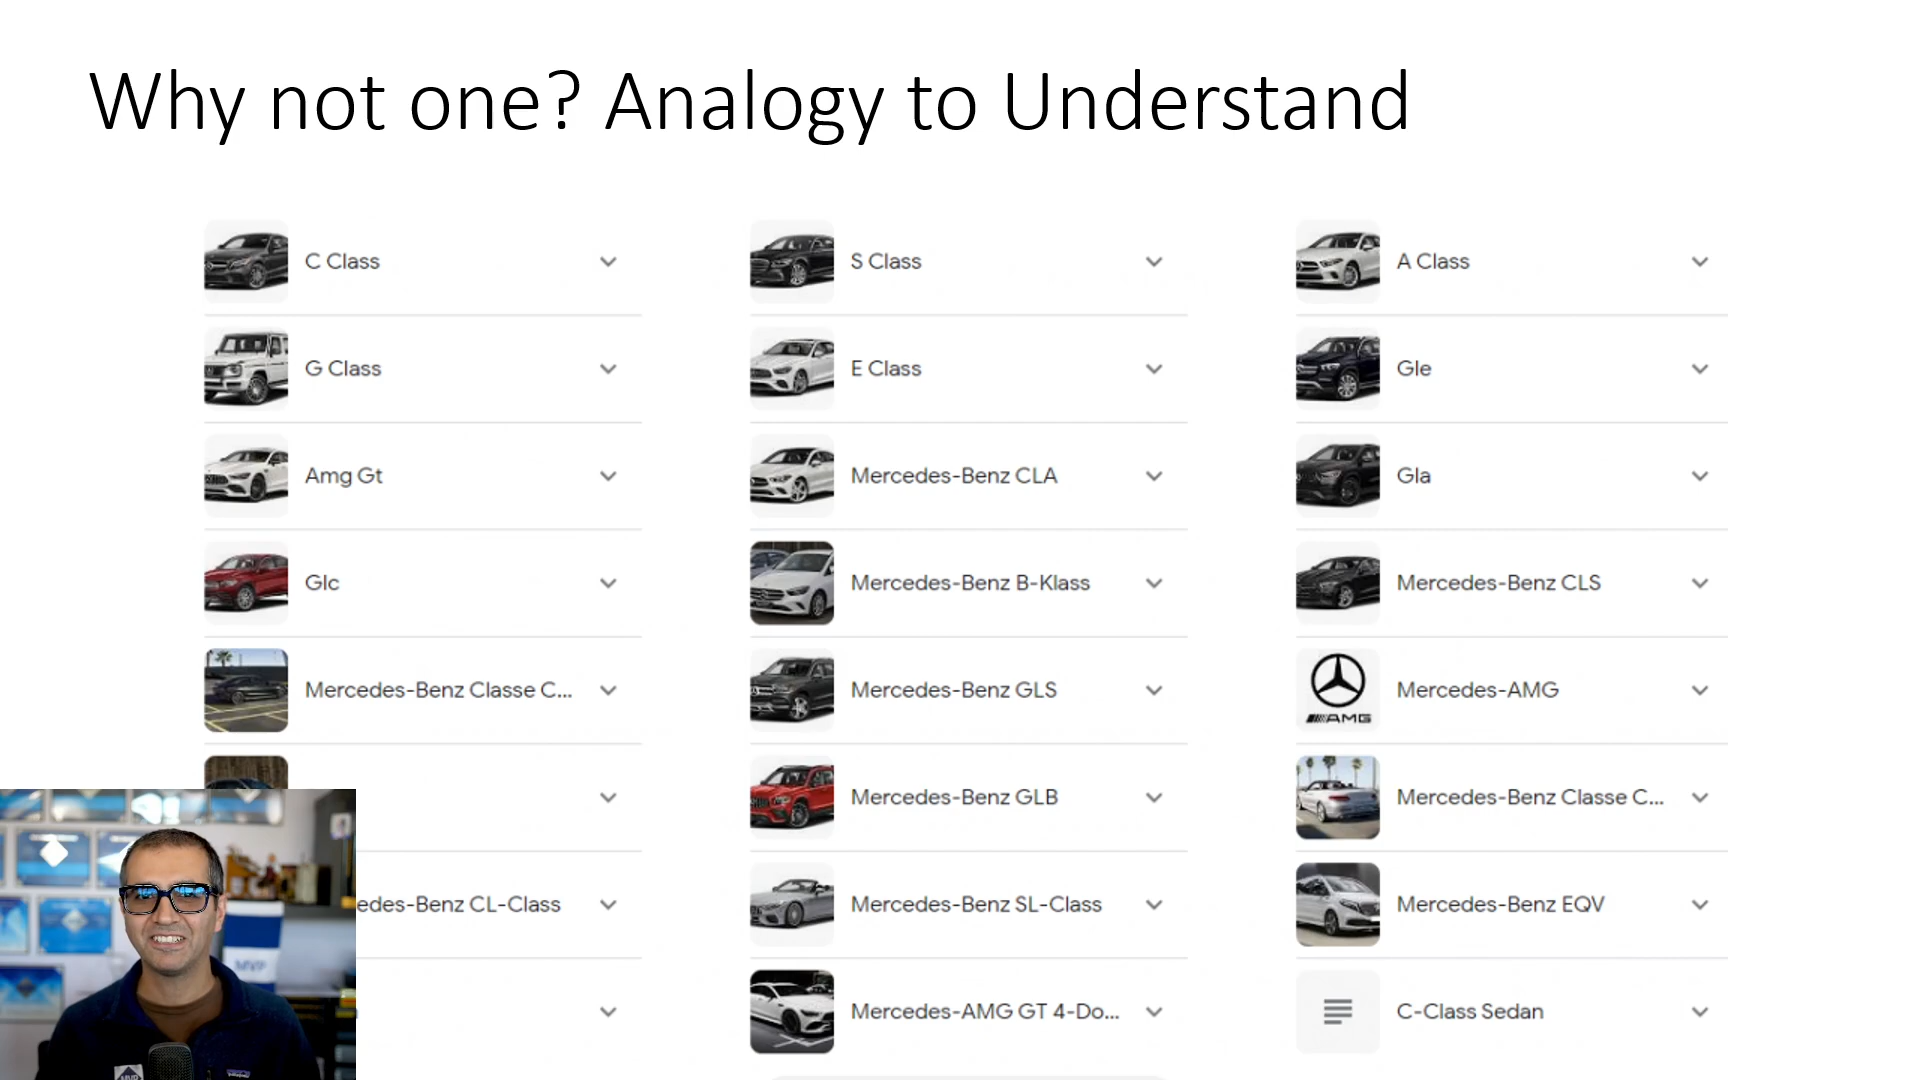 Why not one? Analogy to Understand
C Class
S Class
A Class
G Class
E Class
Gle
Amg Gt
Mercedes-Benz CLA
Gla
Glc
Mercedes-Benz B-Klass
Mercedes-Benz CLS
Mercedes-Benz Classe C...
Mercedes-Benz GLS
Mercedes-AMG
AMG
Mercedes-Benz GLB
Mercedes-Benz Classe C...
edes-Benz CL-Class
Mercedes-Benz SL-Class
Mercedes-Benz EQV
Mercedes-AMG GT 4-Do...
C-Class Sedan
MVP
MVP